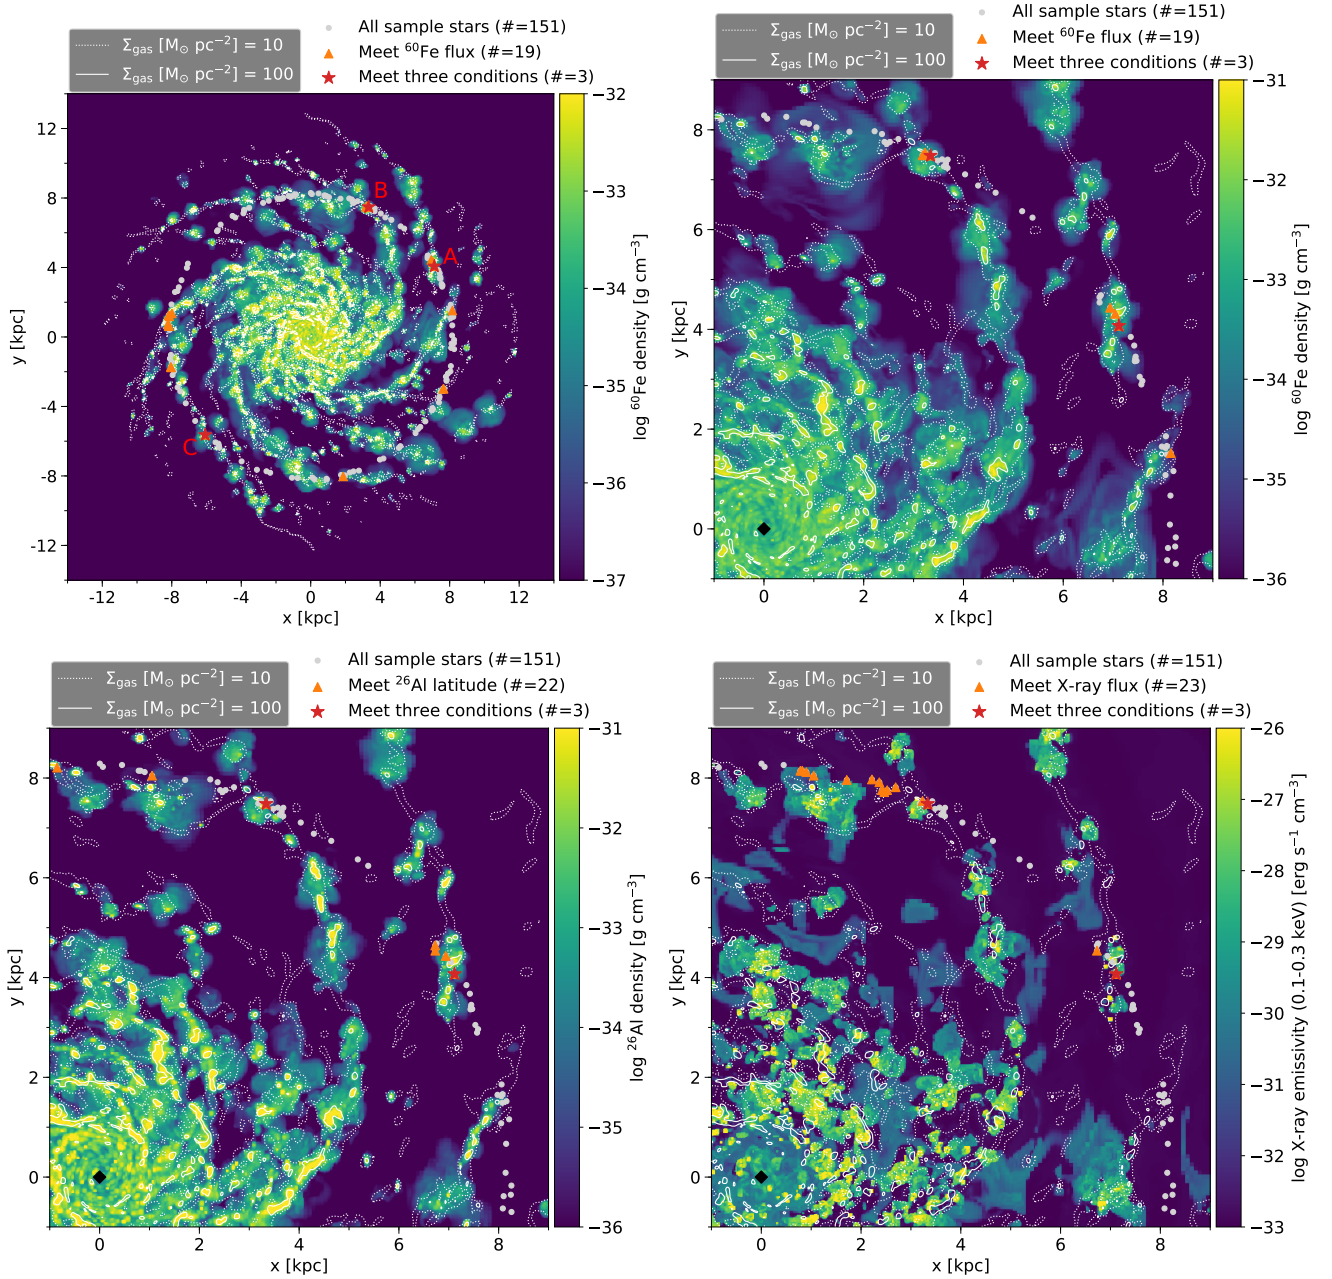 Σgas [M⊙ pc−2] = 10
Σgas [M⊙ pc−2] = 100
All sample stars (#=151)
Meet 60Fe flux (#=19)
Meet three conditions (#=3)
12
8
4
0
−4
−8
−12
y [kpc]
-12
-8
-4
0
4
8
12
x [kpc]
A
B
C
−32
−33
−34
−35
−36
−37
log 60Fe density [g cm−3]
Σgas [M⊙ pc−2] = 10
Σgas [M⊙ pc−2] = 100
All sample stars (#=151)
Meet 60Fe flux (#=19)
Meet three conditions (#=3)
8
6
4
2
0
y [kpc]
0
2
4
6
8
x [kpc]
−31
−32
−33
−34
−35
−36
log 60Fe density [g cm−3]
Σgas [M⊙ pc−2] = 10
Σgas [M⊙ pc−2] = 100
All sample stars (#=151)
Meet 26Al latitude (#=22)
Meet three conditions (#=3)
8
6
4
2
0
y [kpc]
0
2
4
6
8
x [kpc]
−31
−32
−33
−34
−35
−36
log 26Al density [g cm−3]
Σgas [M⊙ pc−2] = 10
Σgas [M⊙ pc−2] = 100
All sample stars (#=151)
Meet X-ray flux (#=23)
Meet three conditions (#=3)
8
6
4
2
0
y [kpc]
0
2
4
6
8
x [kpc]
−26
−27
−28
−29
−30
−31
−32
−33
log X-ray emissivity (0.1-0.3 keV) [erg s−1 cm−3]